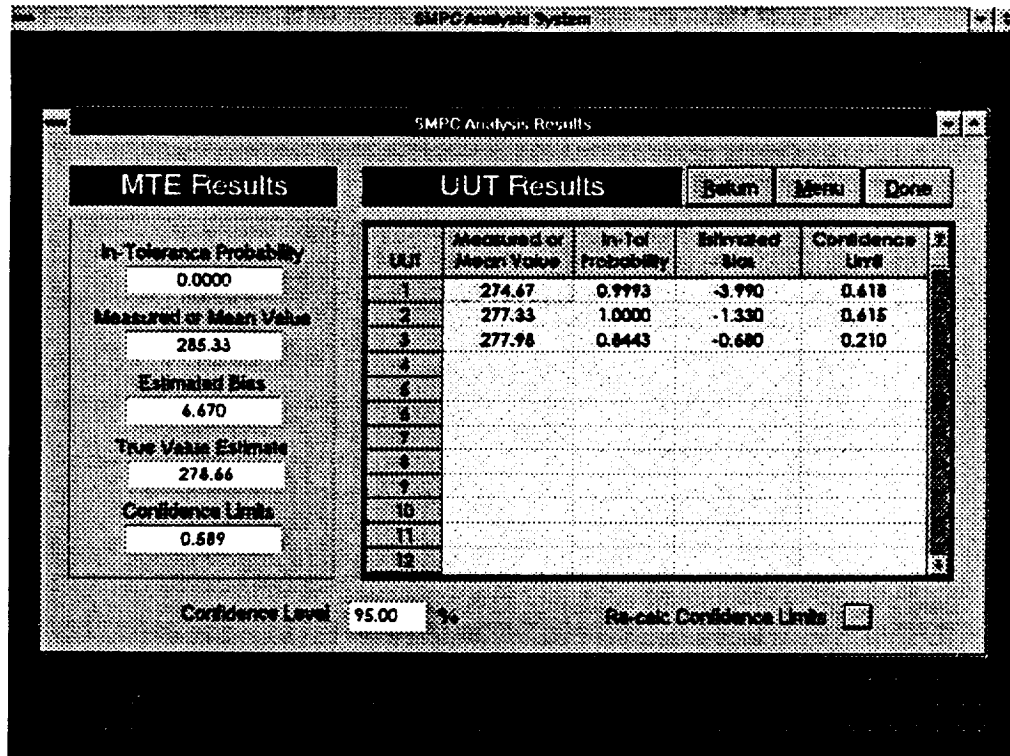 SMPC Analysis System
SMPC Analysis Results
MTE Results
In-Tolerance Probability
0.0000
Measured or Mean Value
285.33
Estimated Bias
6.670
True Value Estimate
278.66
Confidence Limits
0.589
UUT Results
Return Menu Done
UUT Measured or Mean Value In-Tol Probability Estimated Bias Confidence Limit
1 274.67 0.9993 -3.990 0.618
2 277.33 1.0000 -1.330 0.615
3 277.98 0.8443 -0.680 0.210
4
5
6
7
8
9
10
11
12
Confidence Level 95.00 %
Re-calc Confidence Limits